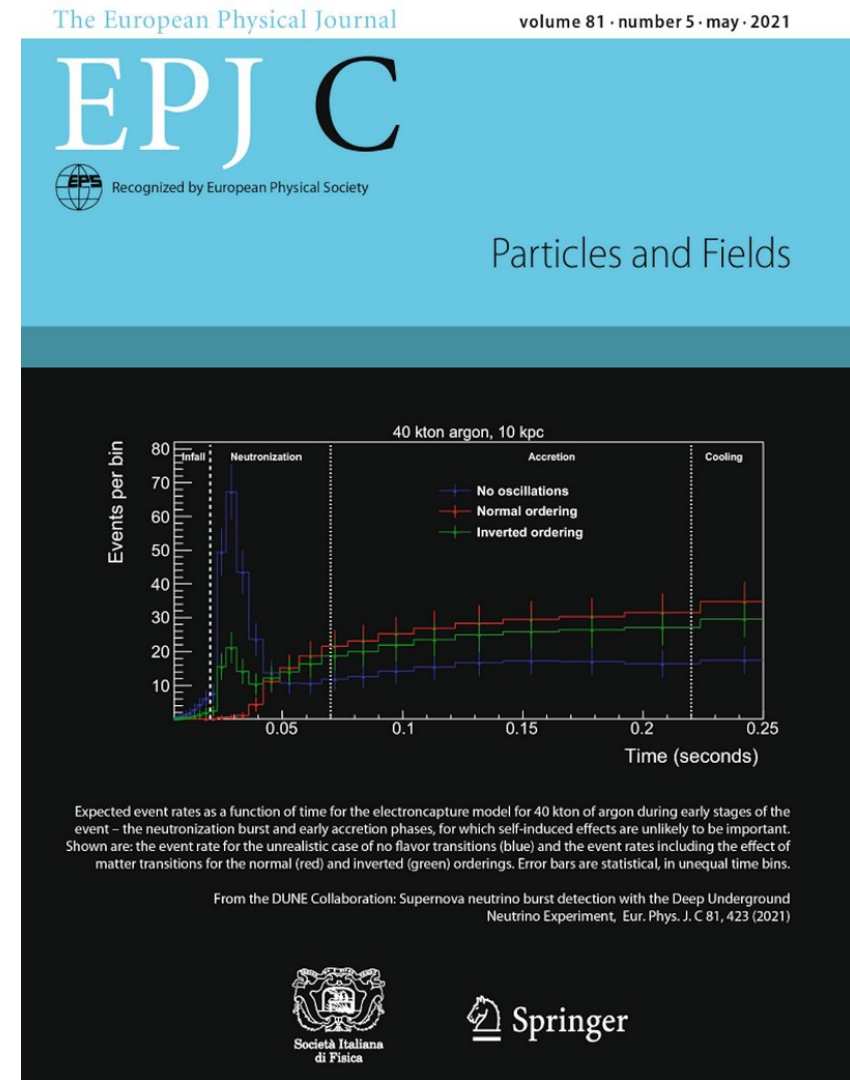 The European Physical Journal
volume 81 · number 5 · may · 2021
EPJ C
EPS
Recognized by European Physical Society
Particles and Fields
40 kton argon, 10 kpc
Events per bin
80
70
60
50
40
30
20
10
Infall
Neutronization
Accretion
Cooling
No oscillations
Normal ordering
Inverted ordering
0.05
0.1
0.15
0.2
0.25
Time (seconds)
Expected event rates as a function of time for the electroncapture model for 40 kton of argon during early stages of the
event – the neutronization burst and early accretion phases, for which self-induced effects are unlikely to be important.
Shown are: the event rate for the unrealistic case of no flavor transitions (blue) and the event rates including the effect of
matter transitions for the normal (red) and inverted (green) orderings. Error bars are statistical, in unequal time bins.
From the DUNE Collaboration: Supernova neutrino burst detection with the Deep Underground
Neutrino Experiment, Eur. Phys. J. C 81, 423 (2021)
Società Italiana
di Fisica
Springer